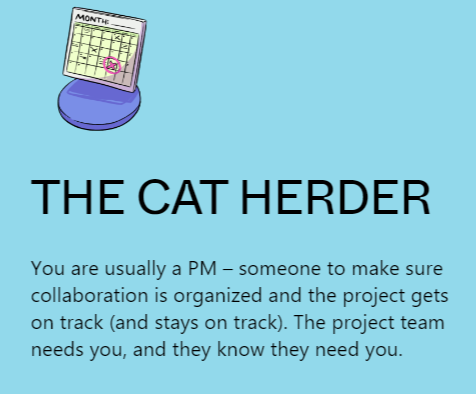 MONTH
THE CAT HERDER
You are usually a PM – someone to make sure
collaboration is organized and the project gets
on track (and stays on track). The project team
needs you, and they know they need you.